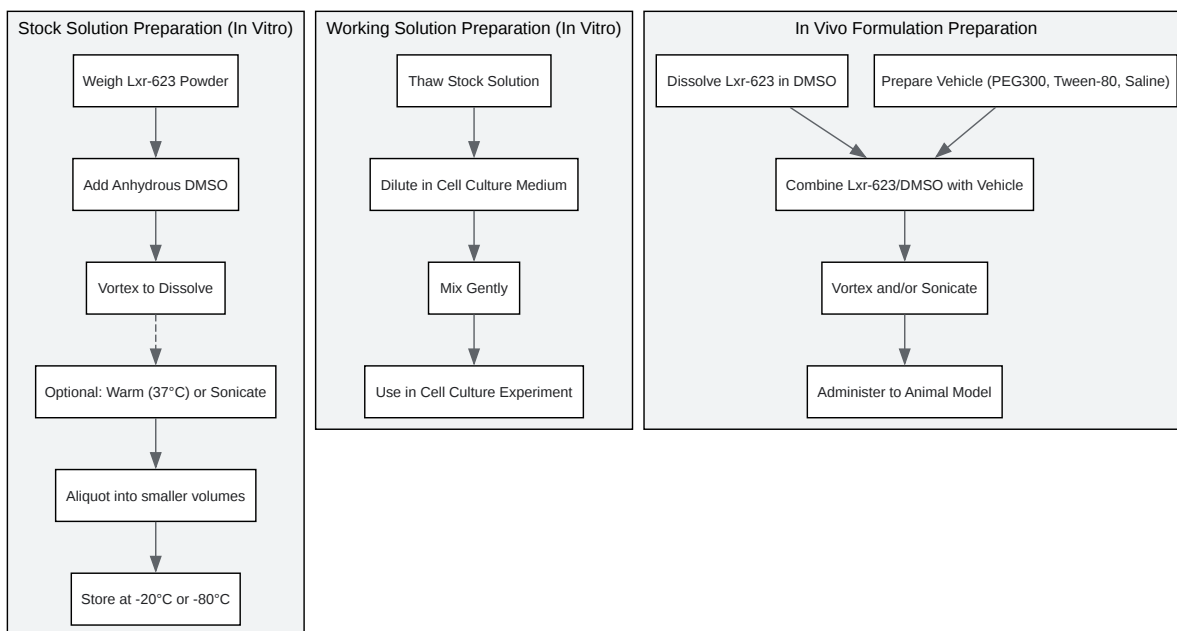 Stock Solution Preparation (In Vitro)
Weigh Lxr-623 Powder
Add Anhydrous DMSO
Vortex to Dissolve
Optional: Warm (37°C) or Sonicate
Aliquot into smaller volumes
Store at -20°C or -80°C
Working Solution Preparation (In Vitro)
Thaw Stock Solution
Dilute in Cell Culture Medium
Mix Gently
Use in Cell Culture Experiment
In Vivo Formulation Preparation
Dissolve Lxr-623 in DMSO
Prepare Vehicle (PEG300, Tween-80, Saline)
Combine Lxr-623/DMSO with Vehicle
Vortex and/or Sonicate
Administer to Animal Model